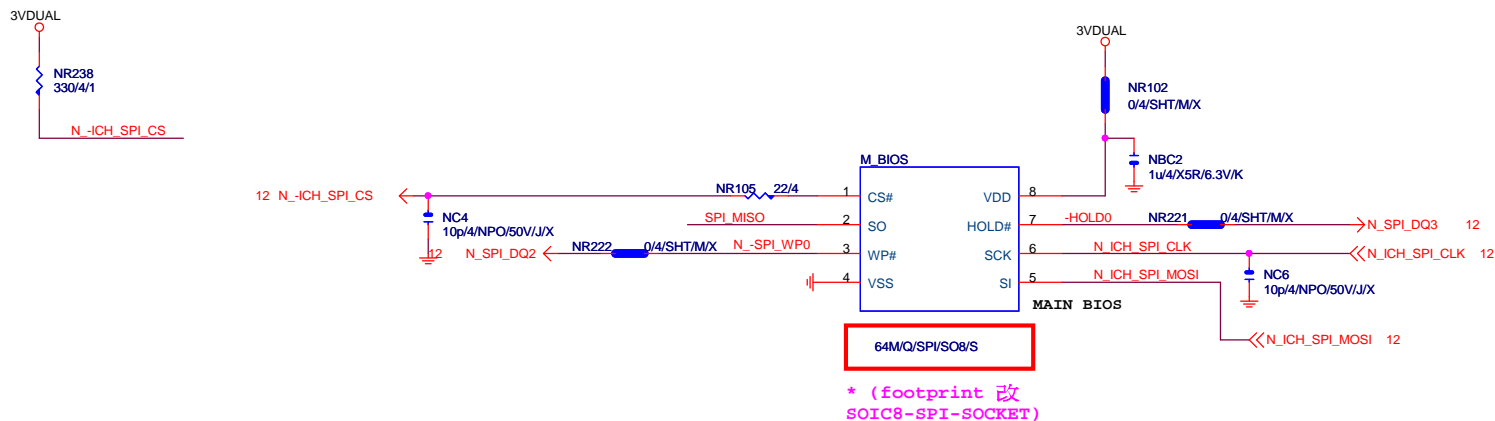 3VDUAL
NR238
330/4/1
N_-ICH_SPI_CS
3VDUAL
NR102
0/4/SHT/M/X
NBC2
1u/4/X5R/6.3V/K
M_BIOS
12 N_-ICH_SPI_CS
NR105 22/4
1 CS# VDD 8
NC4
10p/4/NPO/50V/J/X
SPI_MISO
2 SO HOLD# 7
-HOLD0 NR221 0/4/SHT/M/X
N_SPI_DQ3 12
12 N_SPI_DQ2
NR222 0/4/SHT/M/X N_-SPI_WP0
3 WP# SCK 6
N_ICH_SPI_CLK
N_ICH_SPI_CLK 12
4 VSS SI 5
N_ICH_SPI_MOSI
NC6
10p/4/NPO/50V/J/X
MAIN BIOS
N_ICH_SPI_MOSI 12
64M/Q/SPI/SO8/S
* (footprint 改
SOIC8-SPI-SOCKET)